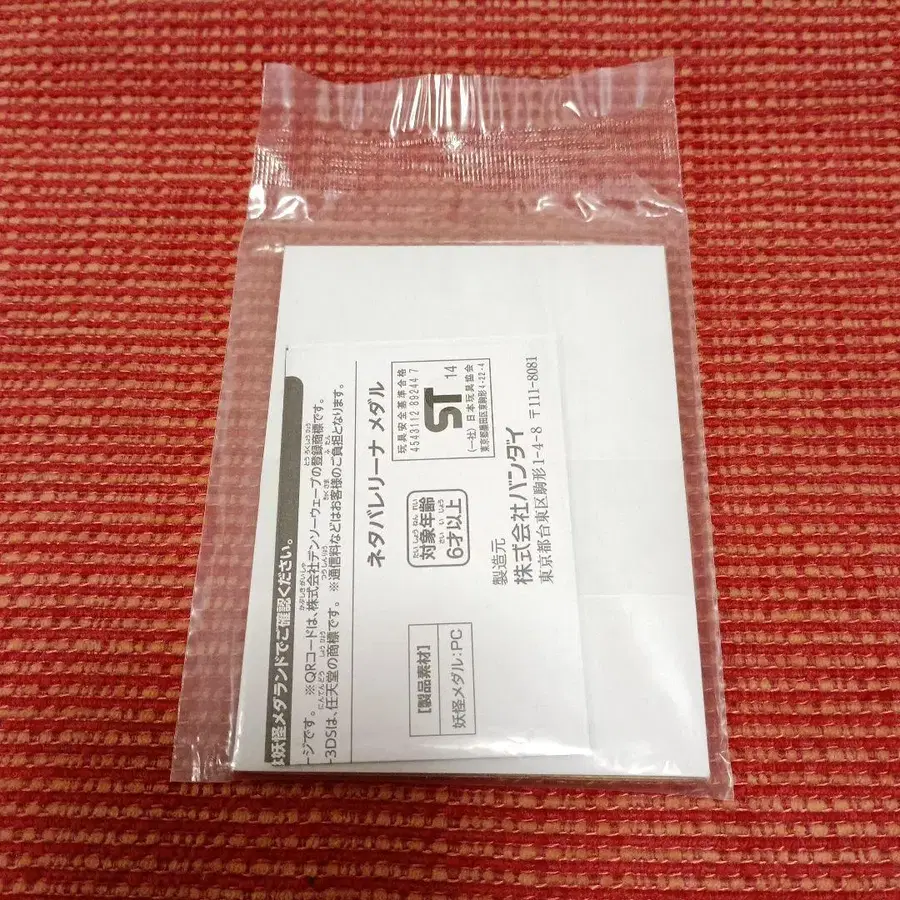 は妖怪メダランドでご確認ください。
ージです。 ※QRコードは、株式会社デンソーウェーブの登録商標です。
ー3DSは、任天堂の商標です。 ※通信料などはお客様のご負担となります。
ネタバレリーナ メダル
玩具安全基準合格
4543112 89244 7
ST 14
(一社) 日本玩具協会
東京都墨田区東駒形4-22-4
対象年齢
6才以上
製造元
株式会社バンダイ
東京都台東区駒形1-4-8 〒111-8081
[製品素材]
妖怪メダル:PC